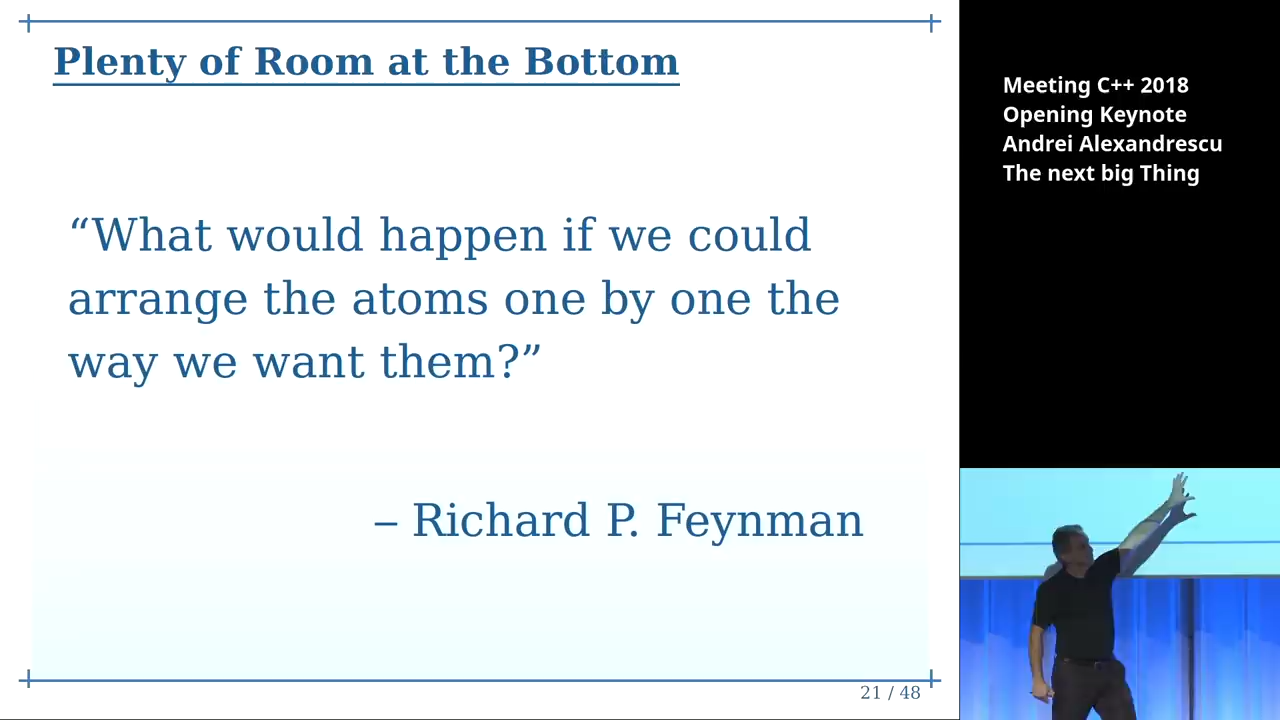 Plenty of Room at the Bottom
“What would happen if we could
arrange the atoms one by one the
way we want them?”
– Richard P. Feynman
21 / 48
Meeting C++ 2018
Opening Keynote
Andrei Alexandrescu
The next big Thing